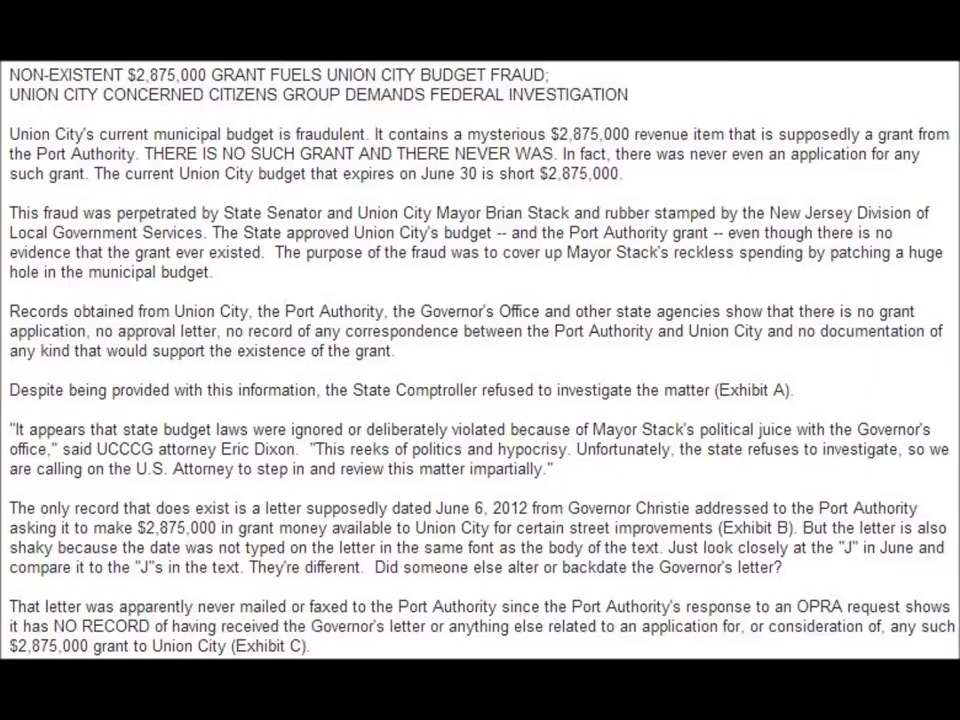 NON-EXISTENT $2,875,000 GRANT FUELS UNION CITY BUDGET FRAUD;
UNION CITY CONCERNED CITIZENS GROUP DEMANDS FEDERAL INVESTIGATION
Union City's current municipal budget is fraudulent. It contains a mysterious $2,875,000 revenue item that is supposedly a grant from
the Port Authority. THERE IS NO SUCH GRANT AND THERE NEVER WAS. In fact, there was never even an application for any
such grant. The current Union City budget that expires on June 30 is short $2,875,000.
This fraud was perpetrated by State Senator and Union City Mayor Brian Stack and rubber stamped by the New Jersey Division of
Local Government Services. The State approved Union City's budget -- and the Port Authority grant -- even though there is no
evidence that the grant ever existed.  The purpose of the fraud was to cover up Mayor Stack's reckless spending by patching a huge
hole in the municipal budget.
Records obtained from Union City, the Port Authority, the Governor's Office and other state agencies show that there is no grant
application, no approval letter, no record of any correspondence between the Port Authority and Union City and no documentation of
any kind that would support the existence of the grant.
Despite being provided with this information, the State Comptroller refused to investigate the matter (Exhibit A).
"It appears that state budget laws were ignored or deliberately violated because of Mayor Stack's political juice with the Governor's
office," said UCCCG attorney Eric Dixon.  "This reeks of politics and hypocrisy. Unfortunately, the state refuses to investigate, so we
are calling on the U.S. Attorney to step in and review this matter impartially."
The only record that does exist is a letter supposedly dated June 6, 2012 from Governor Christie addressed to the Port Authority
asking it to make $2,875,000 in grant money available to Union City for certain street improvements (Exhibit B). But the letter is also
shaky because the date was not typed on the letter in the same font as the body of the text. Just look closely at the "J" in June and
compare it to the "J"s in the text. They're different.  Did someone else alter or backdate the Governor's letter?
That letter was apparently never mailed or faxed to the Port Authority since the Port Authority's response to an OPRA request shows
it has NO RECORD of having received the Governor's letter or anything else related to an application for, or consideration of, any such
$2,875,000 grant to Union City (Exhibit C).